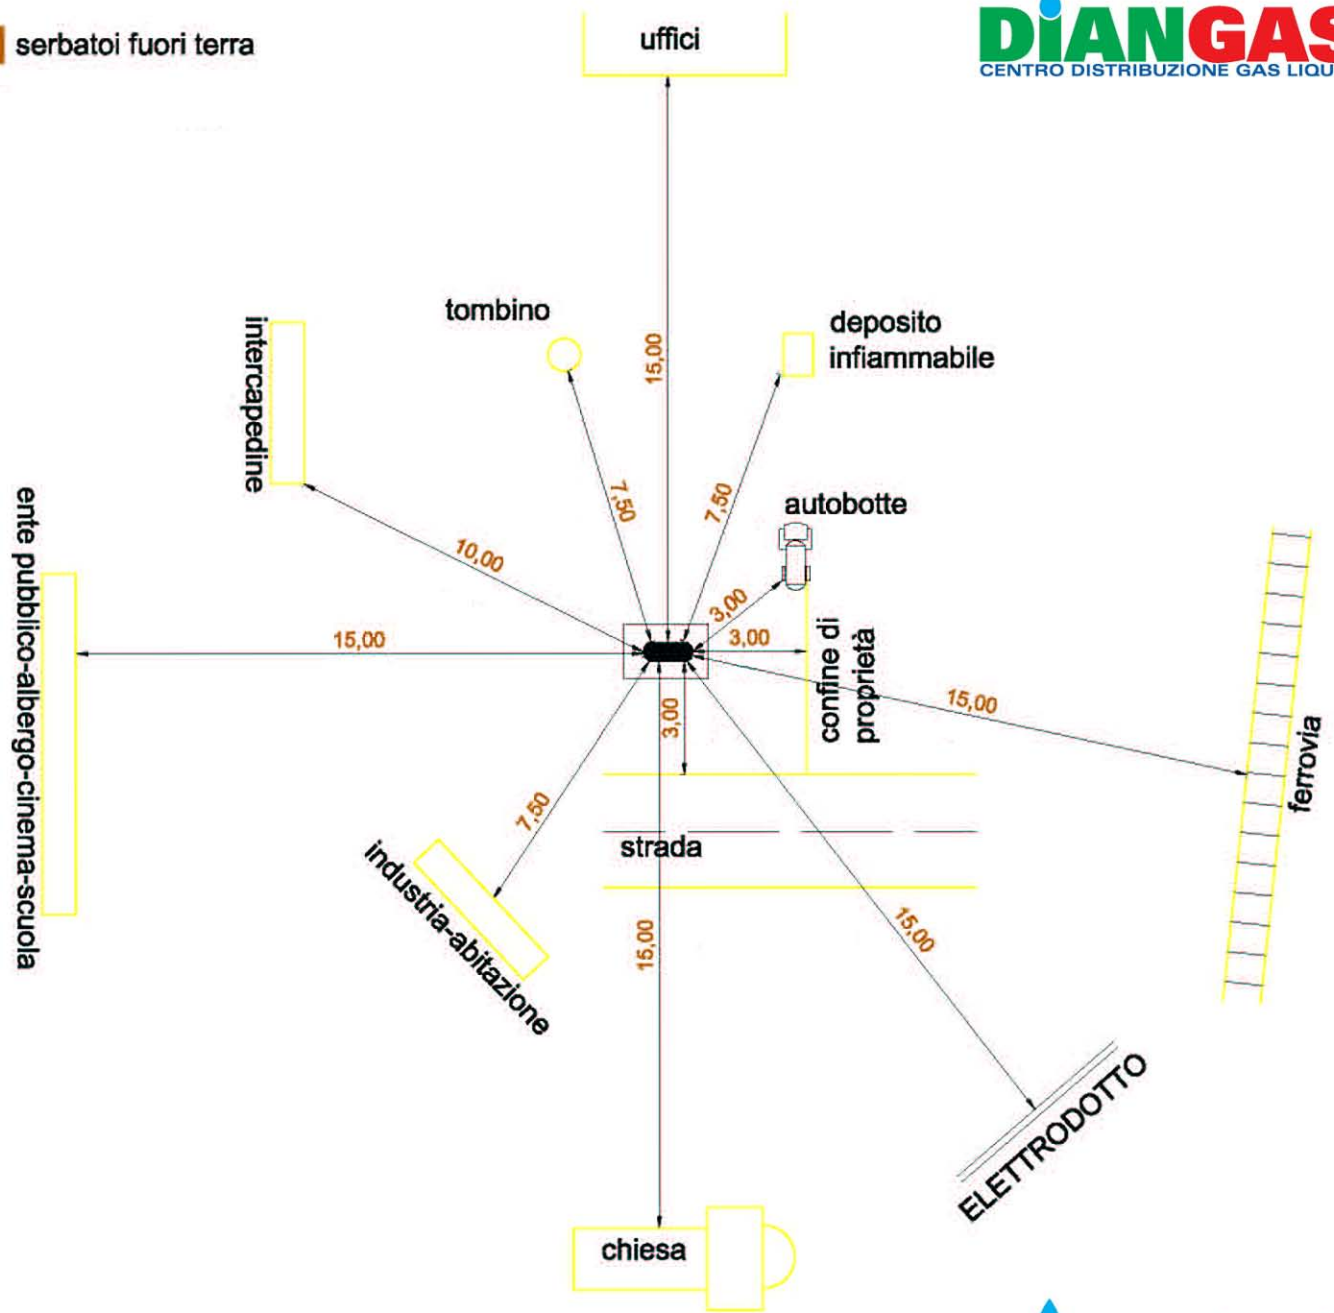 serbatoi fuori terra
uffici
DiANGAS
CENTRO DISTRIBUZIONE GAS LIQU
tombino
deposito
infiammabile
15,00
intercapedine
7,50
7,50
autobotte
ente pubblico-albergo-cinema-scuola
10,00
3,00
15,00
3,00
confine di
proprietà
3,00
15,00
ferrovia
7,50
strada
industria-abitazione
15,00
15,00
ELETTRODOTTO
chiesa